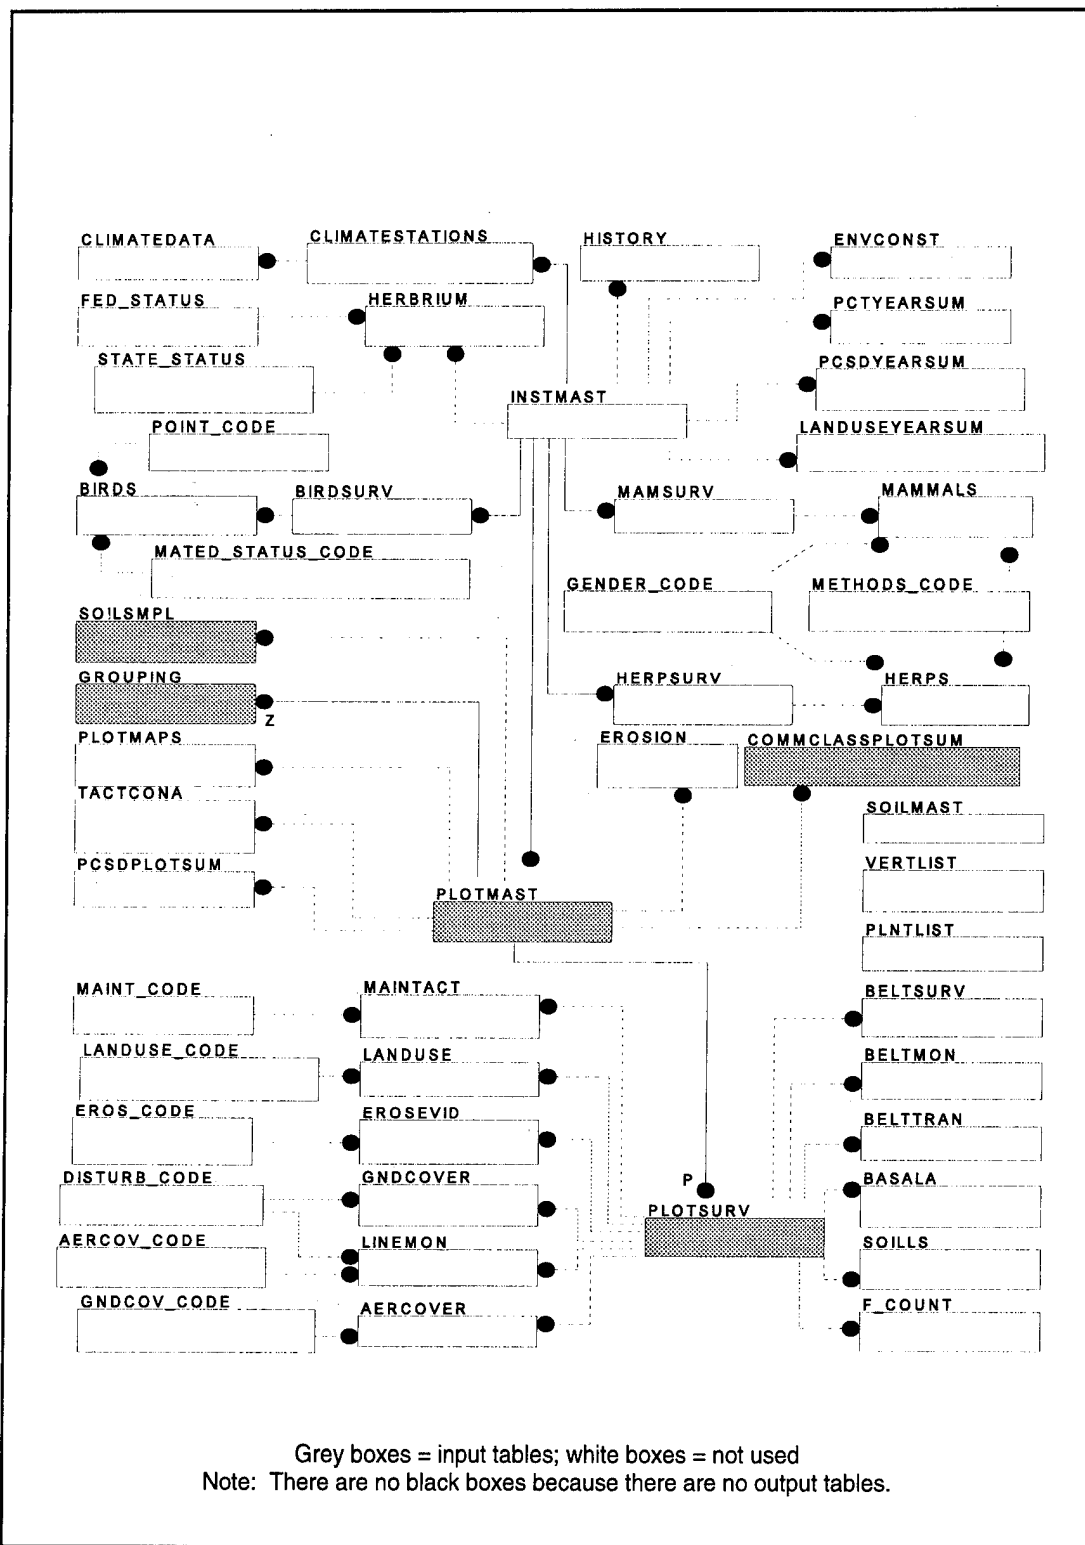 CLIMATEDATA
CLIMATESTATIONS
HISTORY
ENVCONST
FED_STATUS
HERBRIUM
PCTYEARSUM
STATE_STATUS
PCSDYEARSUM
INSTMAST
POINT_CODE
LANDUSEYEARSUM
BIRDS
BIRDSURV
MAMSURV
MAMMALS
MATED_STATUS_CODE
GENDER_CODE
METHODS_CODE
SOILSMPL
GROUPING
Z
HERPSURV
HERPS
PLOTMAPS
EROSION
COMMCLASSPLOTSUM
TACTCONA
SOILMAST
PCSDPLOTSUM
VERTLIST
PLOTMAST
PLNTLIST
MAINT_CODE
MAINTACT
BELTSURV
LANDUSE_CODE
LANDUSE
BELTMON
EROS_CODE
EROSEVID
BELTTRAN
DISTURB_CODE
GNDCOVER
P
BASALA
PLOTSURV
AERCOV_CODE
LINEMON
SOILLS
GNDCOV_CODE
AERCOVER
F_COUNT
Grey boxes = input tables; white boxes = not used
Note: There are no black boxes because there are no output tables.